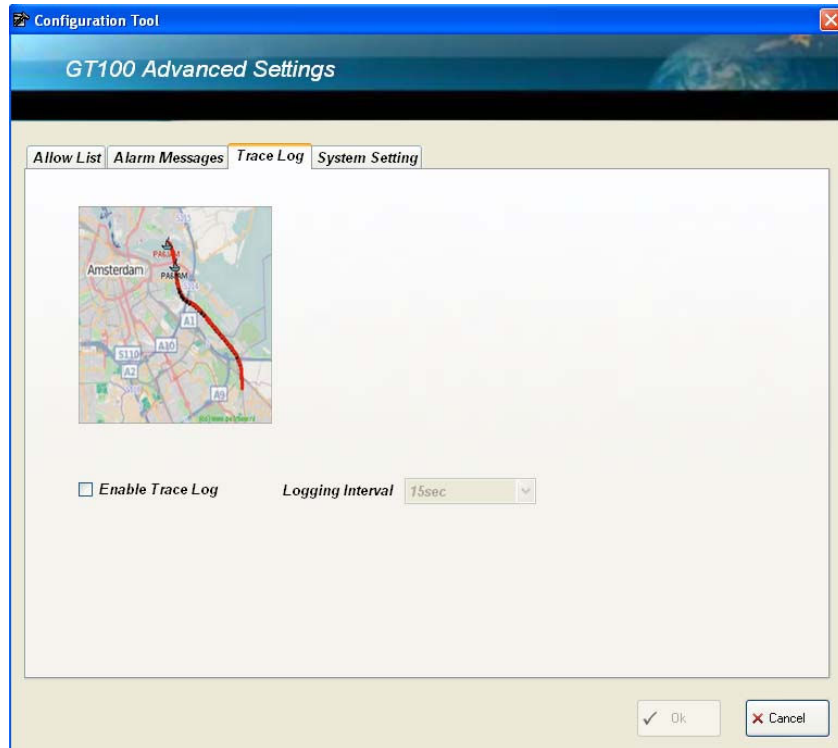 Configuration Tool
GT100 Advanced Settings
Allow List Alarm Messages Trace Log System Setting
Amsterdam
A1
S110 A10
A2
A9
Enable Trace Log Logging Interval 15sec
Ok Cancel